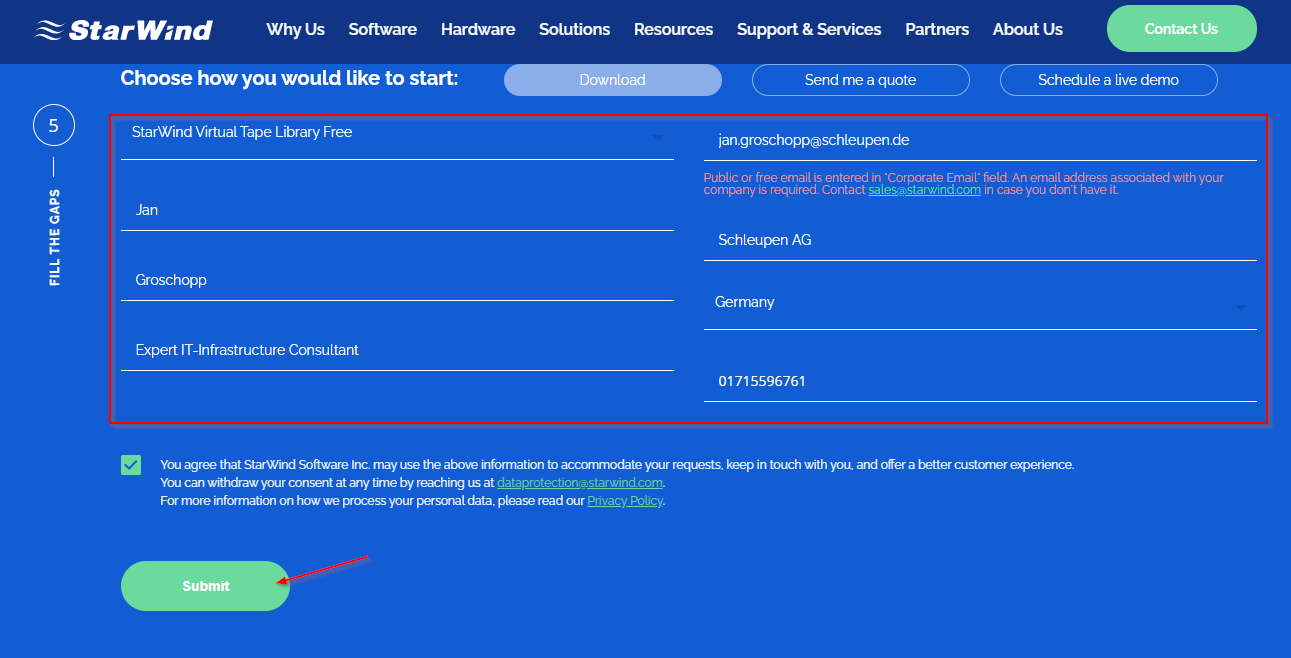 StarWind
Why Us Software Hardware Solutions Resources Support & Services Partners About Us Contact Us
Choose how you would like to start:
Download
Send me a quote
Schedule a live demo
5
FILL THE GAPS
StarWind Virtual Tape Library Free
Jan
Groschopp
Expert IT-Infrastructure Consultant
jan.groschopp@schleupen.de
Public or free email is entered in "Corporate Email" field. An email address associated with your
company is required. Contact sales@starwind.com in case you don't have it.
Schleupen AG
Germany
01715596761
You agree that StarWind Software Inc. may use the above information to accommodate your requests, keep in touch with you, and offer a better customer experience.
You can withdraw your consent at any time by reaching us at dataprotection@starwind.com.
For more information on how we process your personal data, please read our Privacy Policy.
Submit